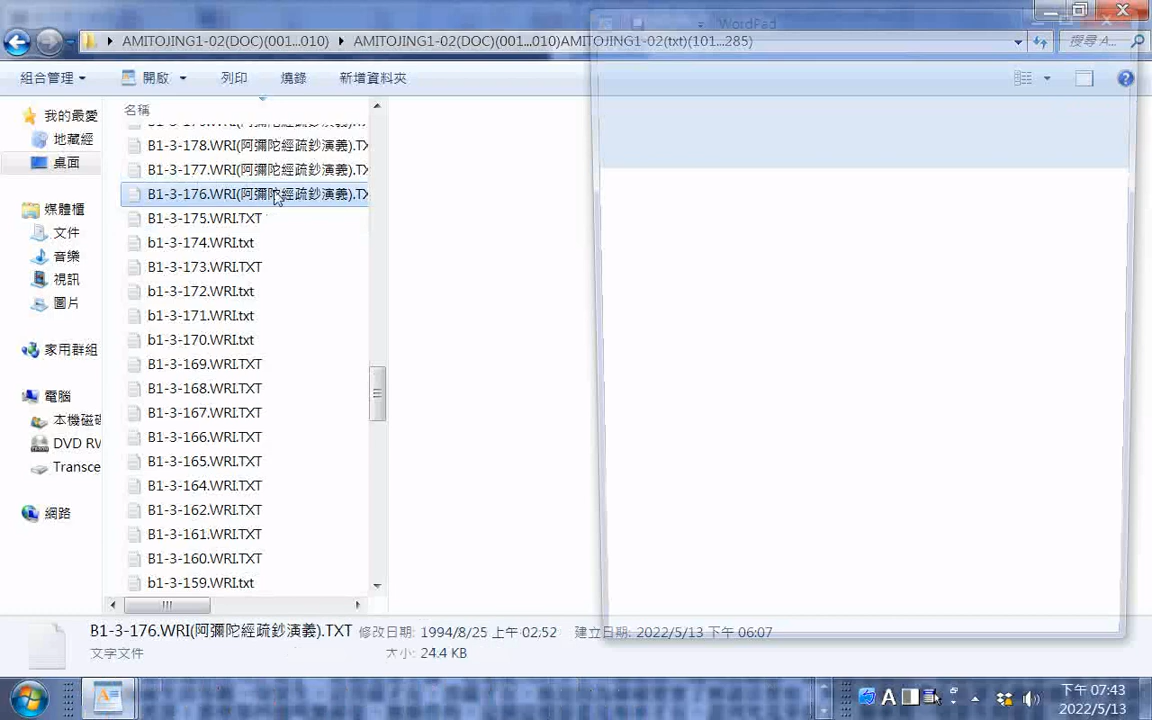 WordPad
AMITOJING1-02(DOC)(001...010) AMITOJING1-02(DOC)(001...010)AMITOJING1-02(txt)(101...285) 搜尋 A...
組合管理 開啟 列印 燒錄 新增資料夾
我的最愛
地藏經
桌面
媒體櫃
文件
音樂
視訊
圖片
家用群組
電腦
本機磁碟
DVD RW
Transce
網路
名稱
B1-3-178.WRI(阿彌陀經疏鈔演義).TX
B1-3-177.WRI(阿彌陀經疏鈔演義).TX
B1-3-176.WRI(阿彌陀經疏鈔演義).TX
B1-3-175.WRI.TXT
b1-3-174.WRI.txt
B1-3-173.WRI.TXT
b1-3-172.WRI.txt
b1-3-171.WRI.txt
b1-3-170.WRI.txt
B1-3-169.WRI.TXT
B1-3-168.WRI.TXT
B1-3-167.WRI.TXT
B1-3-166.WRI.TXT
B1-3-165.WRI.TXT
B1-3-164.WRI.TXT
B1-3-162.WRI.TXT
B1-3-161.WRI.TXT
B1-3-160.WRI.TXT
b1-3-159.WRI.txt
B1-3-176.WRI(阿彌陀經疏鈔演義).TXT 修改日期: 1994/8/25 上午 02:52 建立日期: 2022/5/13 下午 06:07
文字文件 大小: 24.4 KB
A
下午 07:43
2022/5/13